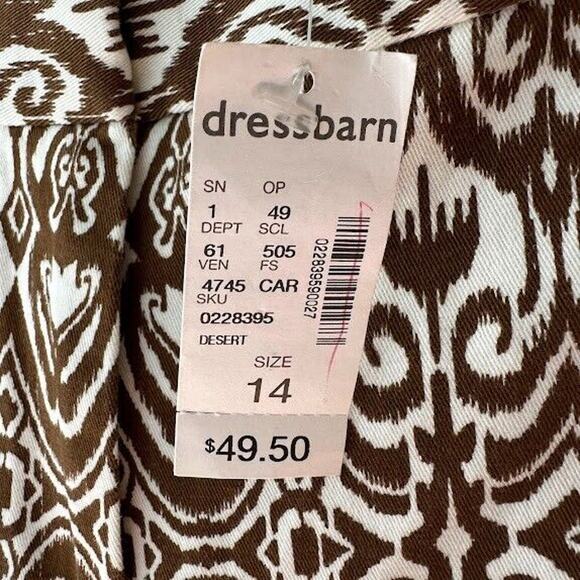 dressbarn
SN OP
1 49
DEPT SCL
61 505
VEN FS
4745 CAR
SKU
0228395
DESERT
SIZE
14
$49.50
022839590027